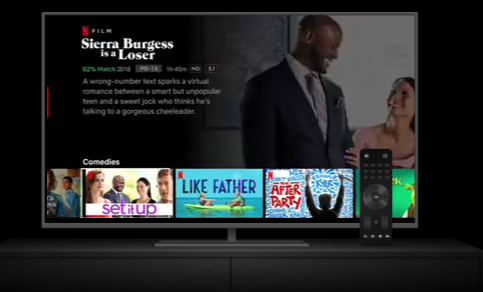 N FILM
Sierra Burgess
is a Loser
82% Match 2018 PG-13 1h 45m HD 5.1
A wrong-number text sparks a virtual
romance between a smart but unpopular
teen and a sweet jock who thinks he's
talking to a gorgeous cheeleader.
Comedies
set it up
N
LIKE FATHER
N
THE
AFTER
PARTY